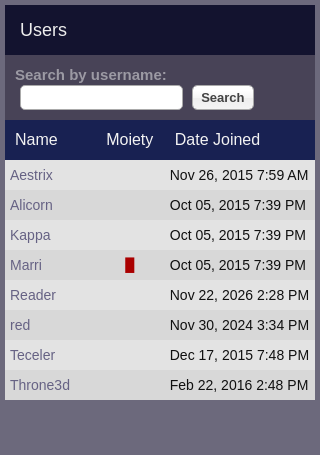 Users
Search by username:
Search
Name Moiety Date Joined
Aestrix Nov 26, 2015 7:59 AM
Alicorn Oct 05, 2015 7:39 PM
Kappa Oct 05, 2015 7:39 PM
Marri Oct 05, 2015 7:39 PM
Reader Nov 22, 2026 2:28 PM
red Nov 30, 2024 3:34 PM
Teceler Dec 17, 2015 7:48 PM
Throne3d Feb 22, 2016 2:48 PM